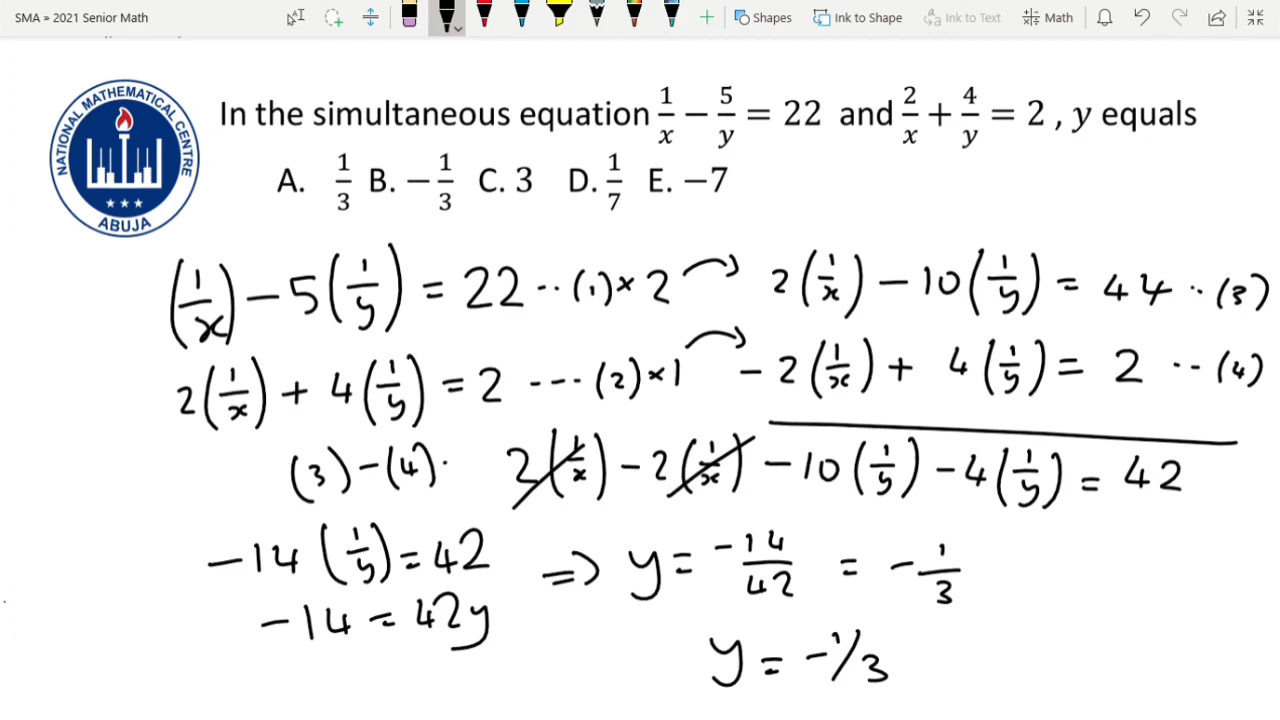 SMA » 2021 Senior Math
Shapes Ink to Shape Ink to Text Math
NATIONAL MATHEMATICAL CENTRE
ABUJA
In the simultaneous equation 1/x − 5/y = 22 and 2/x + 4/y = 2 , y equals
A. 1/3 B. −1/3 C. 3 D. 1/7 E. −7
(1/x) − 5(1/y) = 22 ·· (1) × 2 2(1/x) − 10(1/y) = 44 ·· (3)
2(1/x) + 4(1/y) = 2 --- (2) × 1 − 2(1/x) + 4(1/y) = 2 ·· (4)
(3) − (4). 2(1/x) − 2(1/x) − 10(1/y) − 4(1/y) = 42
−14(1/y) = 42 ⇒ y = −14/42 = −1/3
−14 = 42y
y = −1/3